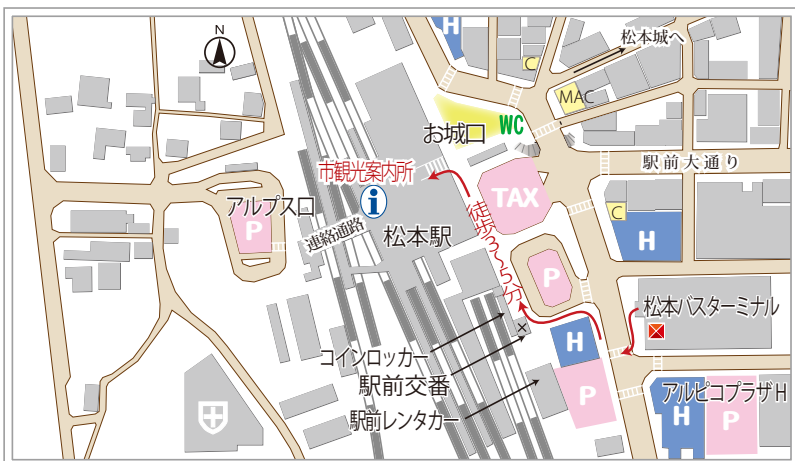 N
H
松本城へ
C
MAC
お城口
WC
駅前大通り
市観光案内所
i
TAX
アルプス口
P
連絡通路
松本駅
徒歩3~5分
C
H
P
松本バスターミナル
コインロッカー
×
H
駅前交番
P
アルピコプラザH
駅前レンタカー
H
P